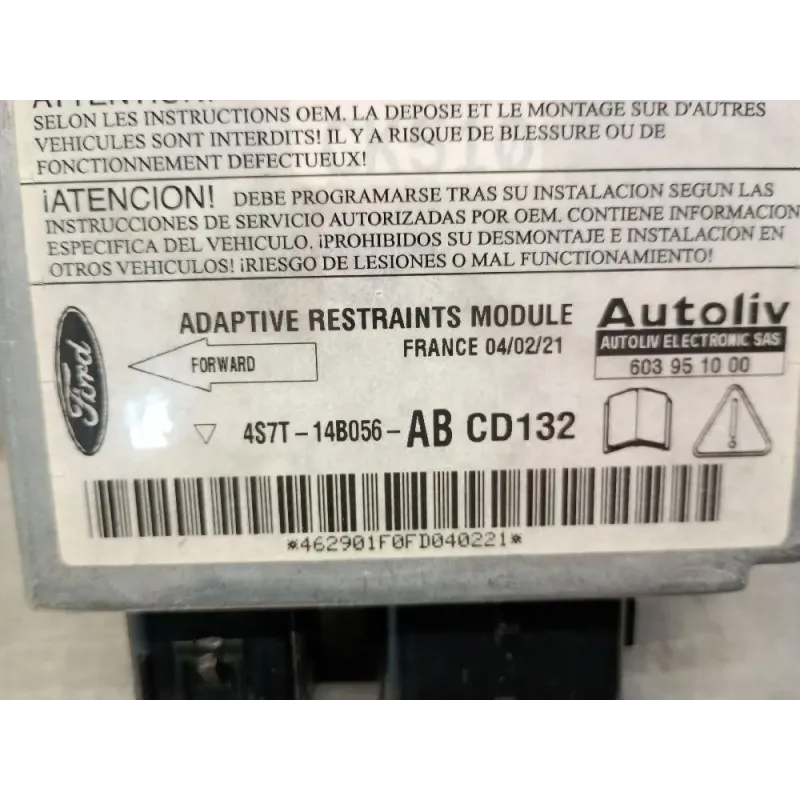 ATTENTION!
SELON LES INSTRUCTIONS OEM. LA DEPOSE ET LE MONTAGE SUR D'AUTRES
VEHICULES SONT INTERDITS! IL Y A RISQUE DE BLESSURE OU DE
FONCTIONNEMENT DEFECTUEUX!
¡ATENCION! DEBE PROGRAMARSE TRAS SU INSTALACION SEGUN LAS
INSTRUCCIONES DE SERVICIO AUTORIZADAS POR OEM. CONTIENE INFORMACION
ESPECIFICA DEL VEHICULO, ¡PROHIBIDOS SU DESMONTAJE E INSTALACION EN
OTROS VEHICULOS! ¡RIESGO DE LESIONES O MAL FUNCTIONAMIENTO!
Ford
ADAPTIVE RESTRAINTS MODULE
FORWARD
FRANCE 04/02/21
Autoliv
AUTOLIV ELECTRONIC SAS
603 95 10 00
4S7T-14B056-AB CD132
*462901F0FD040221*